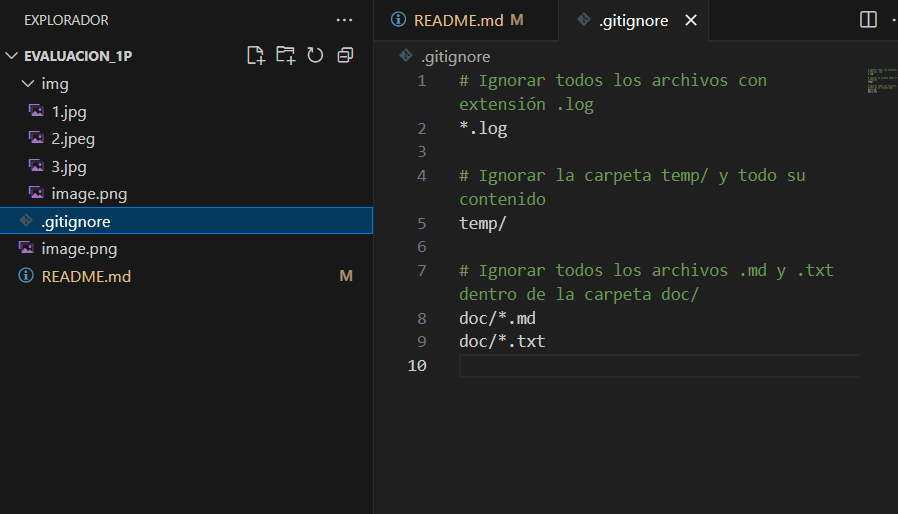 EXPLORADOR
EVALUACION_1P
img
1.jpg
2.jpeg
3.jpg
image.png
.gitignore
image.png
README.md M
README.md M
.gitignore
.gitignore
1 # Ignorar todos los archivos con
extensión .log
2 *.log
3
4 # Ignorar la carpeta temp/ y todo su
contenido
5 temp/
6
7 # Ignorar todos los archivos .md y .txt
dentro de la carpeta doc/
8 doc/*.md
9 doc/*.txt
10